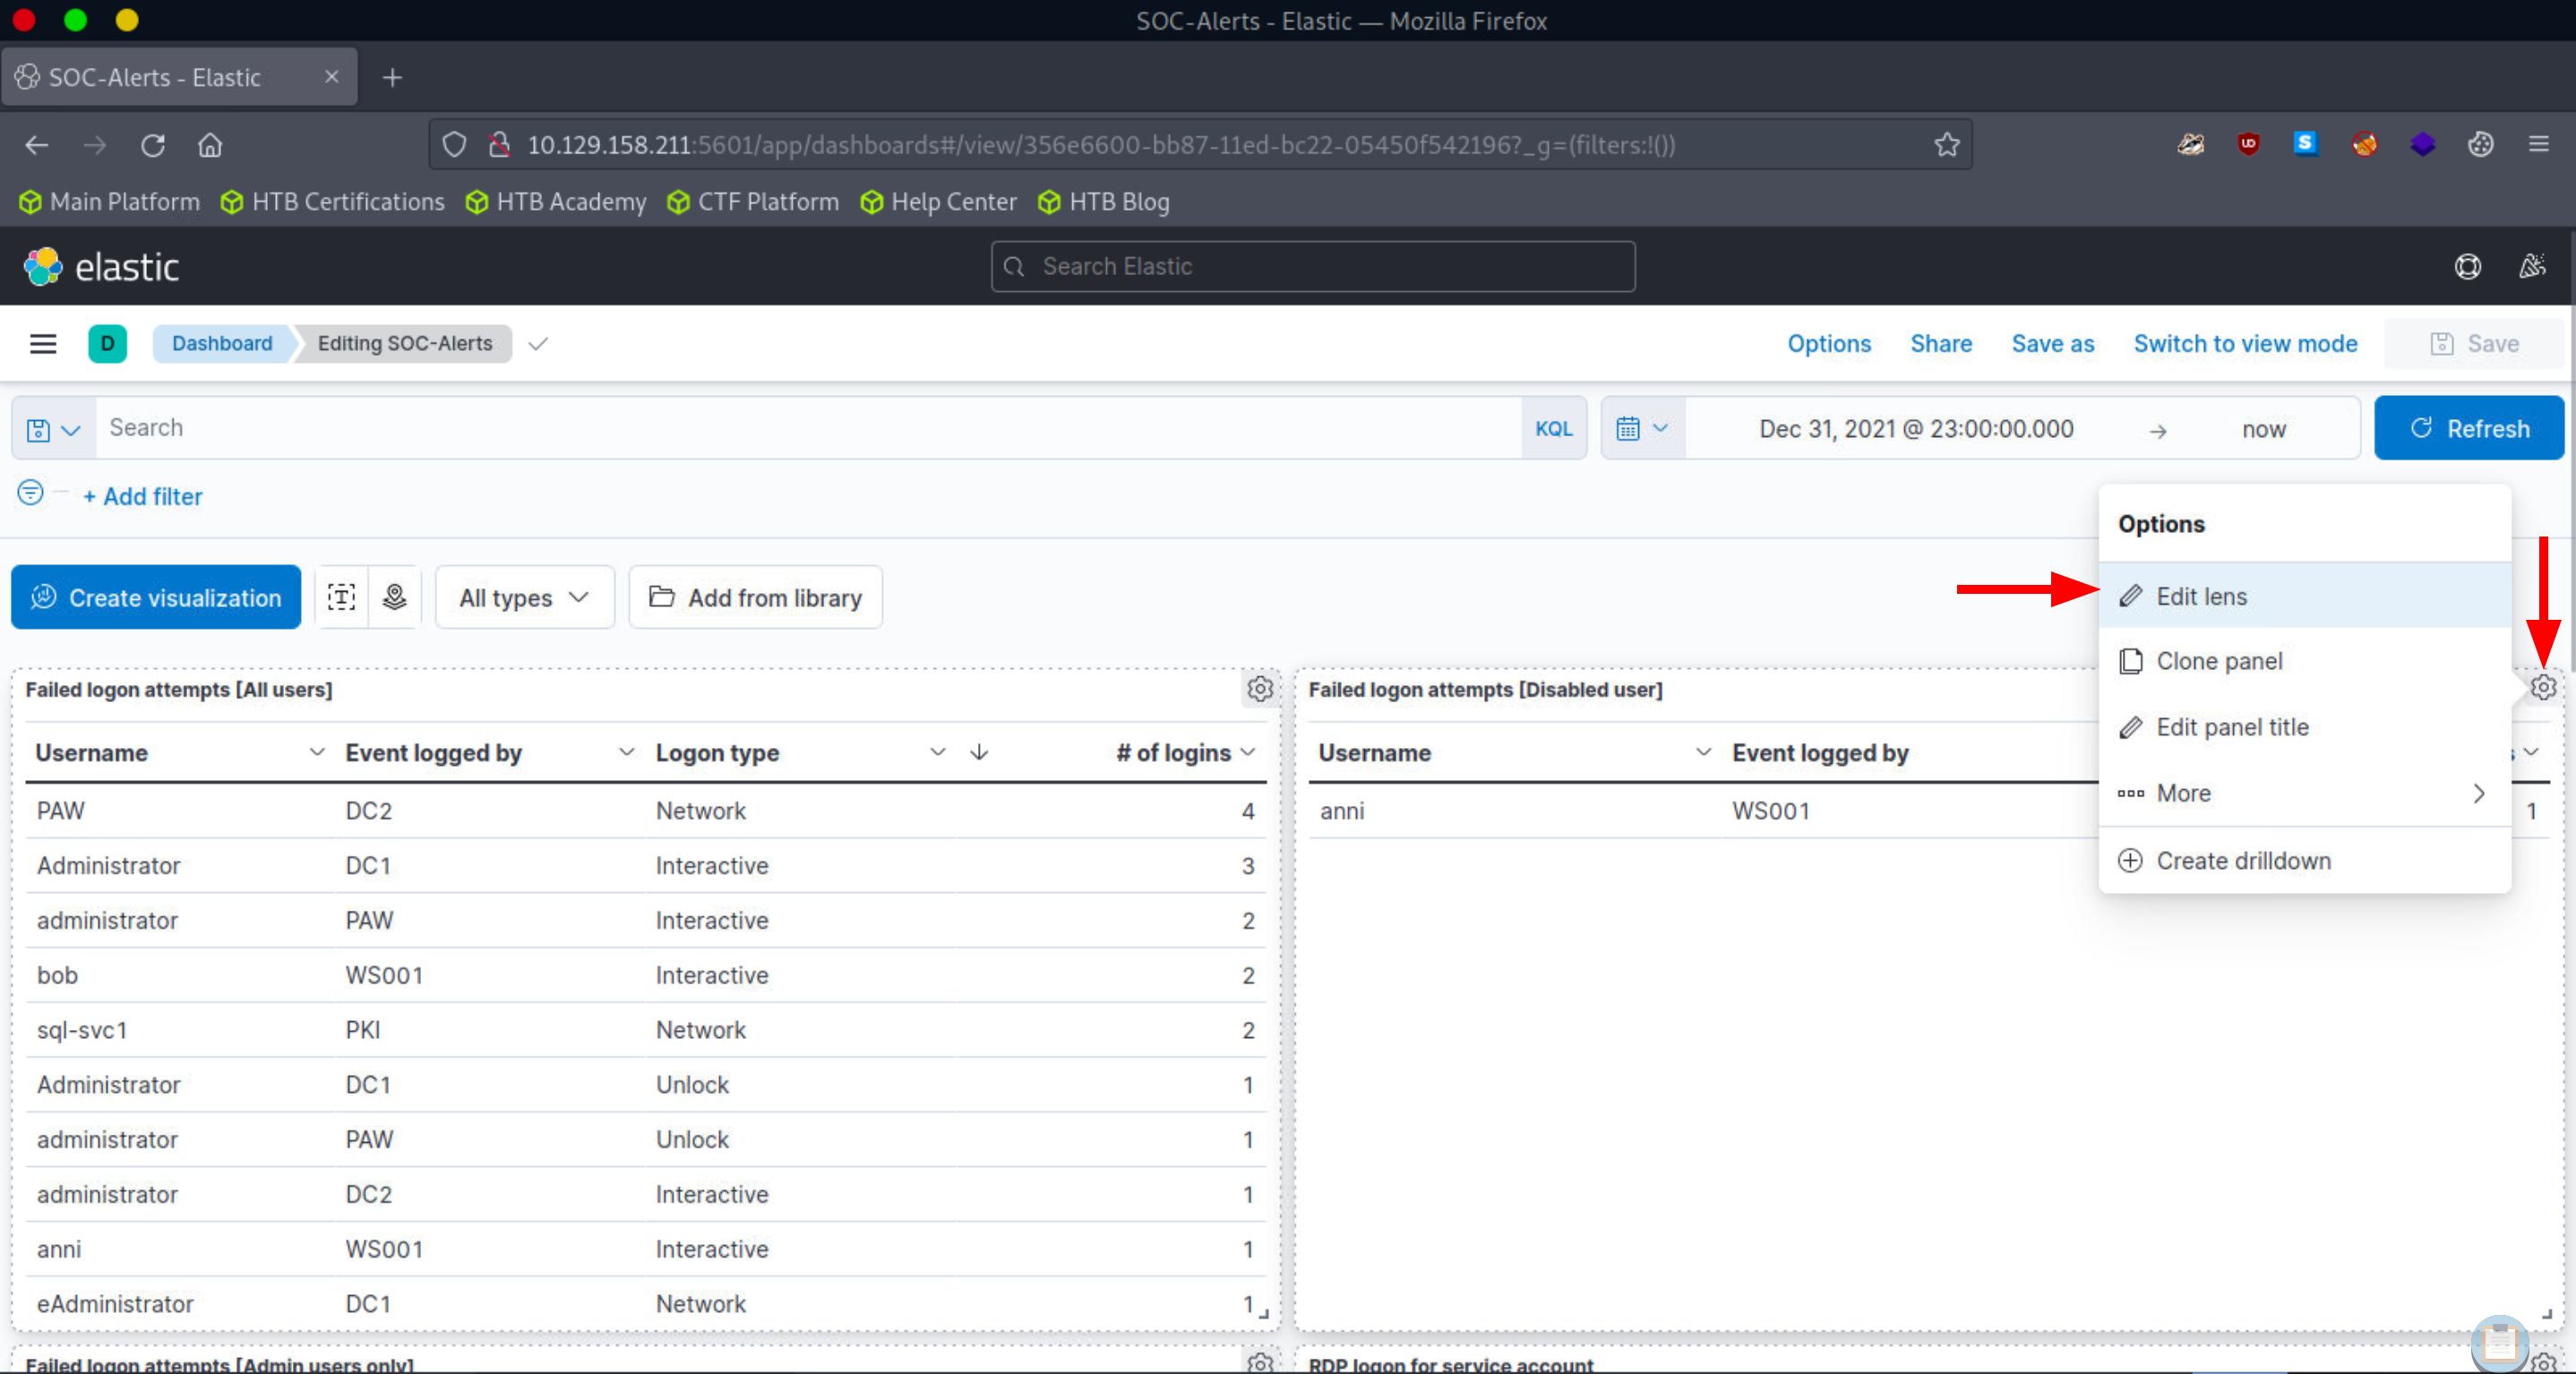 SOC-Alerts - Elastic — Mozilla Firefox
SOC-Alerts - Elastic
10.129.158.211:5601/app/dashboards#/view/356e6600-bb87-11ed-bc22-05450f542196?_g=(filters:!())
Main Platform HTB Certifications HTB Academy CTF Platform Help Center HTB Blog
elastic
Search Elastic
D Dashboard Editing SOC-Alerts Options Share Save as Switch to view mode Save
Search KQL Dec 31, 2021 @ 23:00:00.000 → now Refresh
+ Add filter
Options
Edit lens
Clone panel
Edit panel title
More
Create drilldown
Create visualization All types Add from library
Failed logon attempts [All users]
Username Event logged by Logon type # of logins
PAW DC2 Network 4
Administrator DC1 Interactive 3
administrator PAW Interactive 2
bob WS001 Interactive 2
sql-svc1 PKI Network 2
Administrator DC1 Unlock 1
administrator PAW Unlock 1
administrator DC2 Interactive 1
anni WS001 Interactive 1
eAdministrator DC1 Network 1
Failed logon attempts [Disabled user]
Username Event logged by
anni WS001 1
Failed logon attempts [Admin users only]
RDP logon for service account